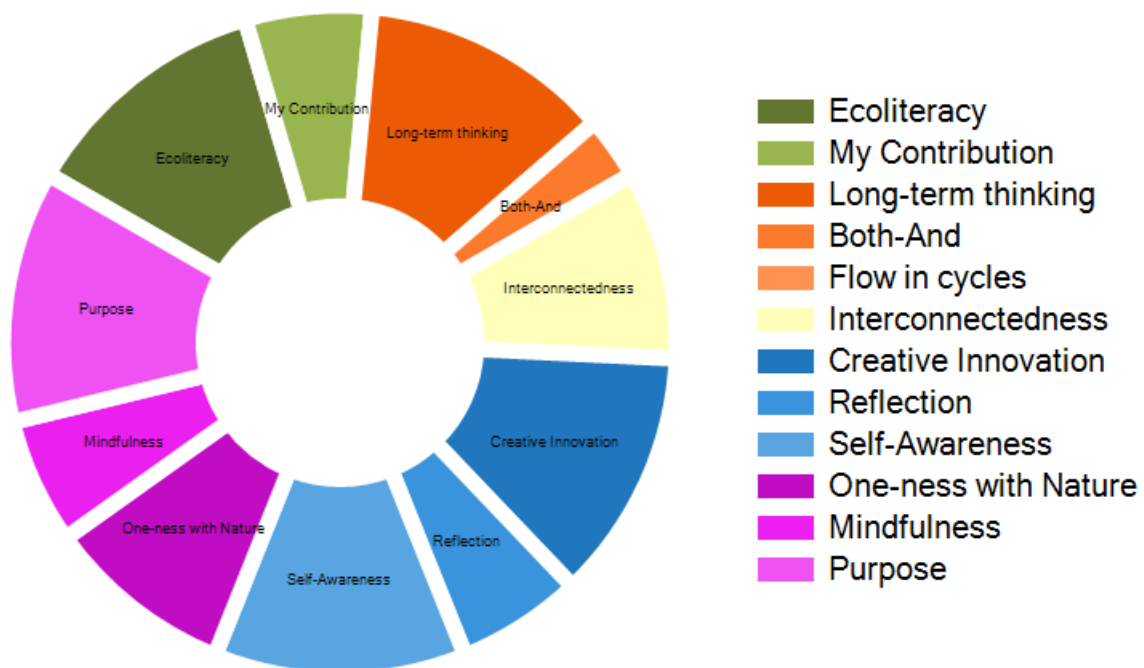 My Contribution
Long-term thinking
Ecoliteracy
Both-And
Interconnectedness
Purpose
Creative Innovation
Mindfulness
One-ness with Nature
Reflection
Self-Awareness
Ecoliteracy
My Contribution
Long-term thinking
Both-And
Flow in cycles
Interconnectedness
Creative Innovation
Reflection
Self-Awareness
One-ness with Nature
Mindfulness
Purpose